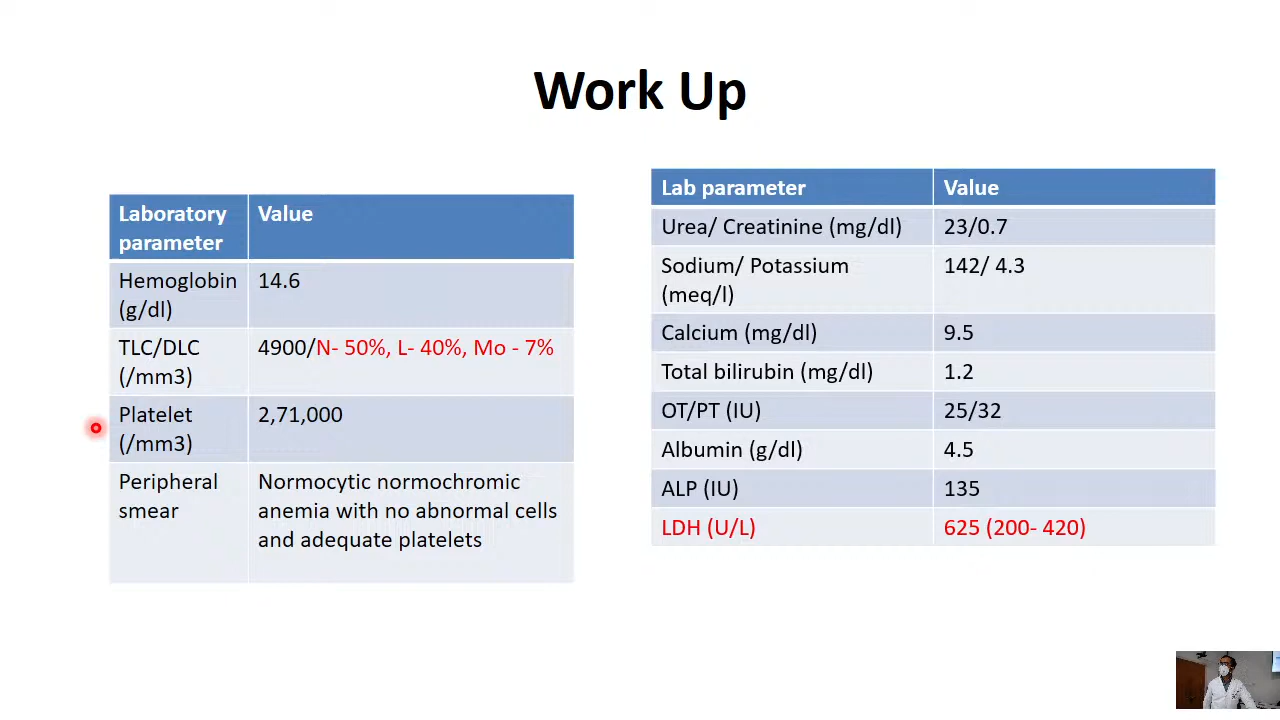 Work Up
Laboratory
parameter
Value
Hemoglobin
(g/dl)
14.6
TLC/DLC
(/mm3)
4900/N- 50%, L- 40%, Mo - 7%
Platelet
(/mm3)
2,71,000
Peripheral
smear
Normocytic normochromic
anemia with no abnormal cells
and adequate platelets
Lab parameter
Value
Urea/ Creatinine (mg/dl)
23/0.7
Sodium/ Potassium
(meq/l)
142/ 4.3
Calcium (mg/dl)
9.5
Total bilirubin (mg/dl)
1.2
OT/PT (IU)
25/32
Albumin (g/dl)
4.5
ALP (IU)
135
LDH (U/L)
625 (200- 420)